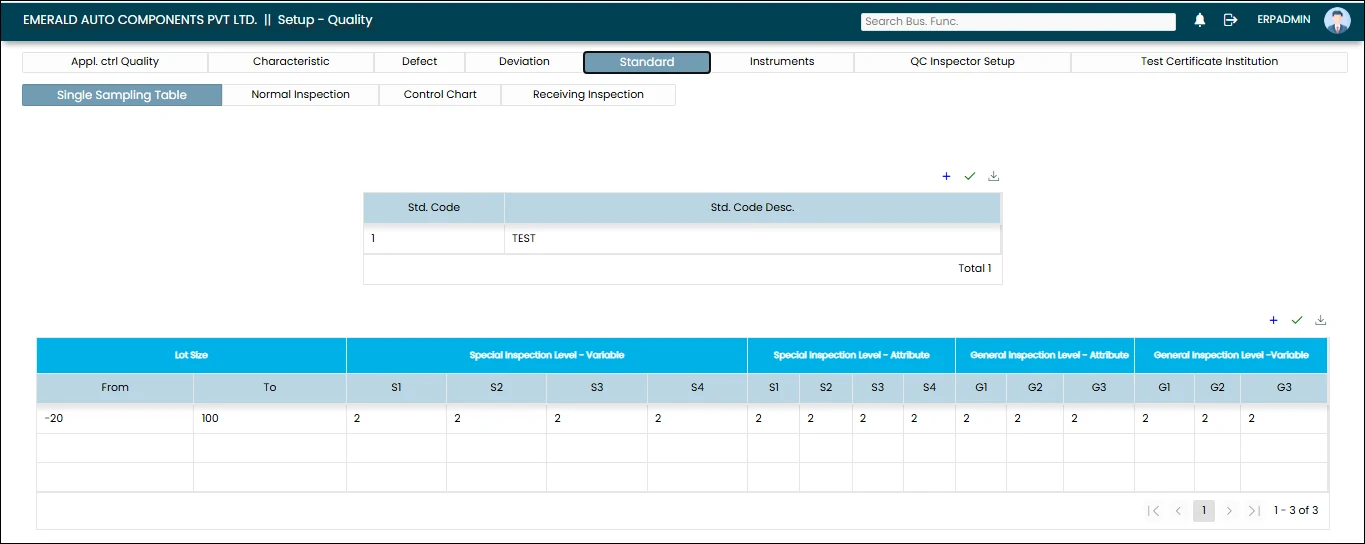 EMERALD AUTO COMPONENTS PVT LTD. || Setup - Quality Search Bus. Func. ERPADMIN
Appl. ctrl Quality Characteristic Defect Deviation Standard Instruments QC Inspector Setup Test Certificate Institution
Single Sampling Table Normal Inspection Control Chart Receiving Inspection
Std. Code Std. Code Desc.
1 TEST
Total 1
Lot Size Special Inspection Level - Variable Special Inspection Level - Attribute General Inspection Level - Attribute General Inspection Level -Variable
From To S1 S2 S3 S4 S1 S2 S3 S4 G1 G2 G3 G1 G2 G3
-20 100 2 2 2 2 2 2 2 2 2 2 2 2 2 2
1 1 - 3 of 3